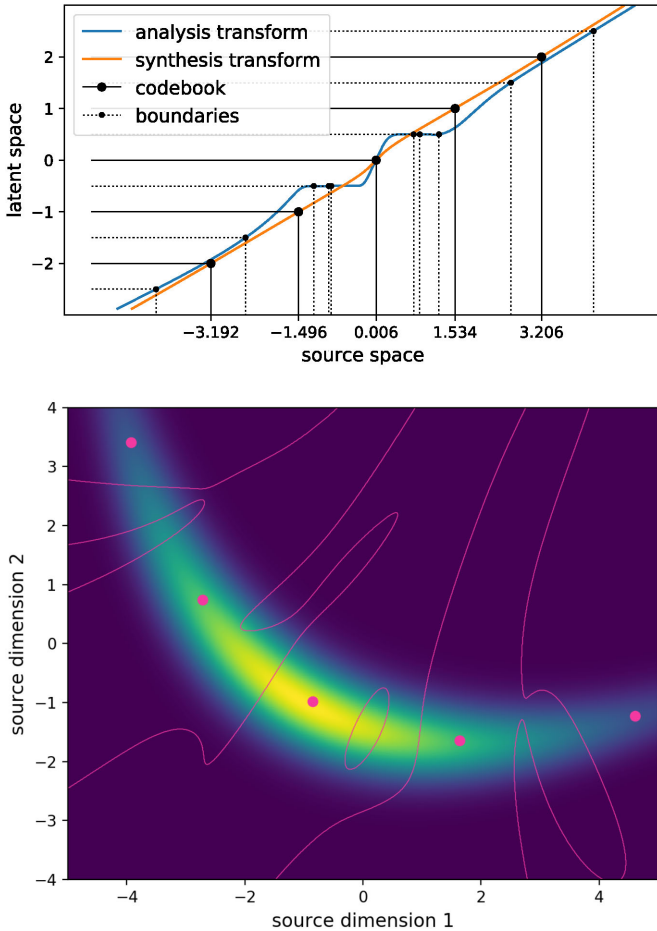 analysis transform
synthesis transform
codebook
boundaries
latent space
2
1
0
−1
−2
−3.192 −1.496 0.006 1.534 3.206
source space
source dimension 2
4
3
2
1
0
−1
−2
−3
−4
−4 −2 0 2 4
source dimension 1